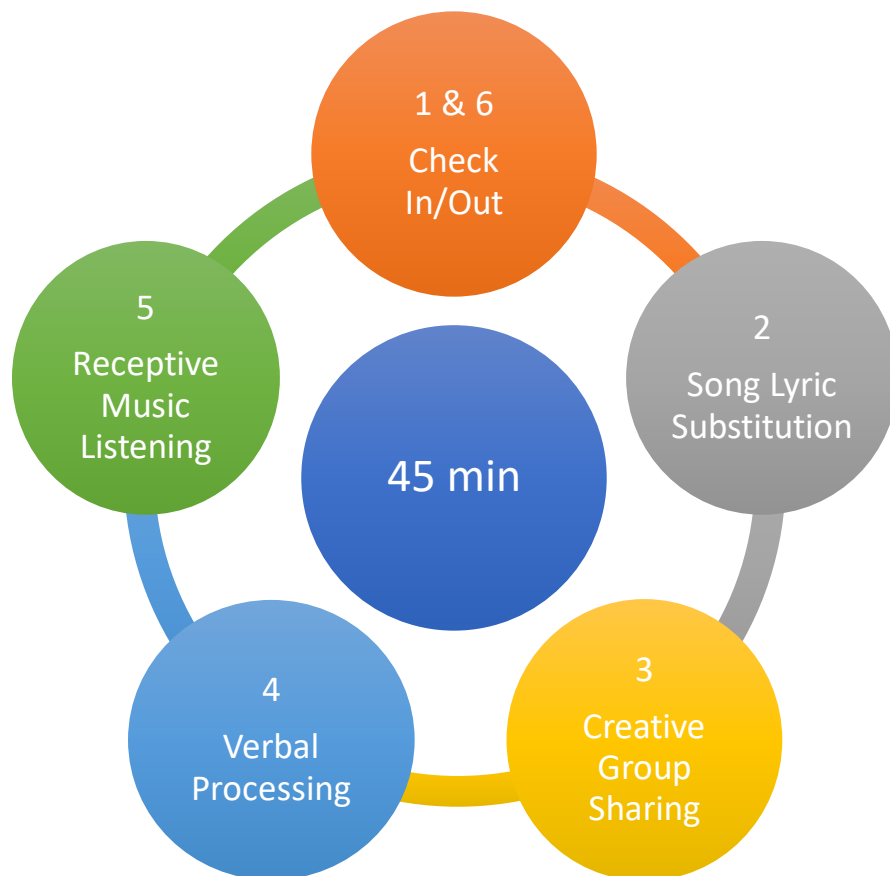 1 & 6
Check
In/Out
2
Song Lyric
Substitution
3
Creative
Group
Sharing
4
Verbal
Processing
5
Receptive
Music
Listening
45 min